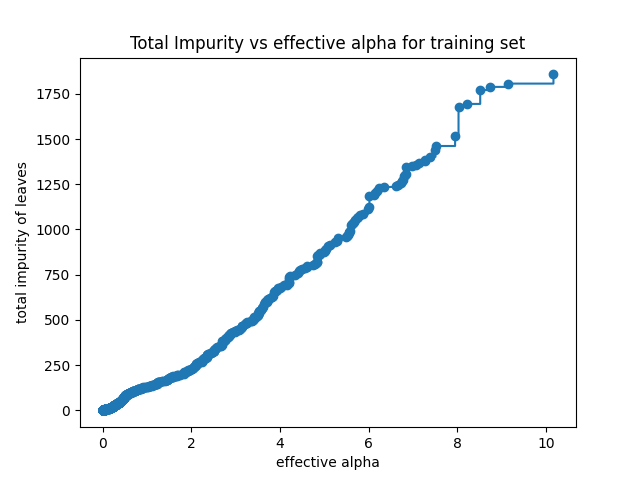 Total Impurity vs effective alpha for training set
total impurity of leaves
1750
1500
1250
1000
750
500
250
0
0 2 4 6 8 10
effective alpha